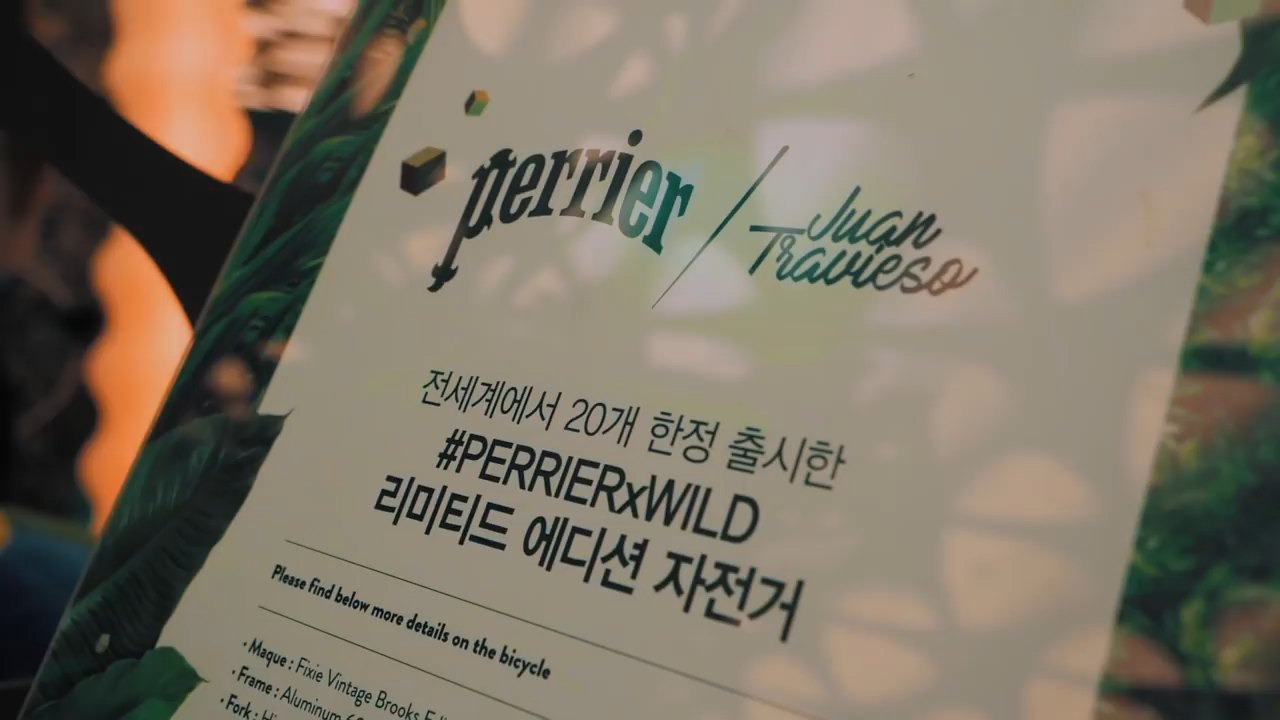 perrier / Juan Travieso
전세계에서 20개 한정 출시한
#PERRIERxWILD
리미티드 에디션 자전거
Please find below more details on the bicycle
· Maque : Fixie Vintage Brooks
· Frame : Aluminum
· Fork :